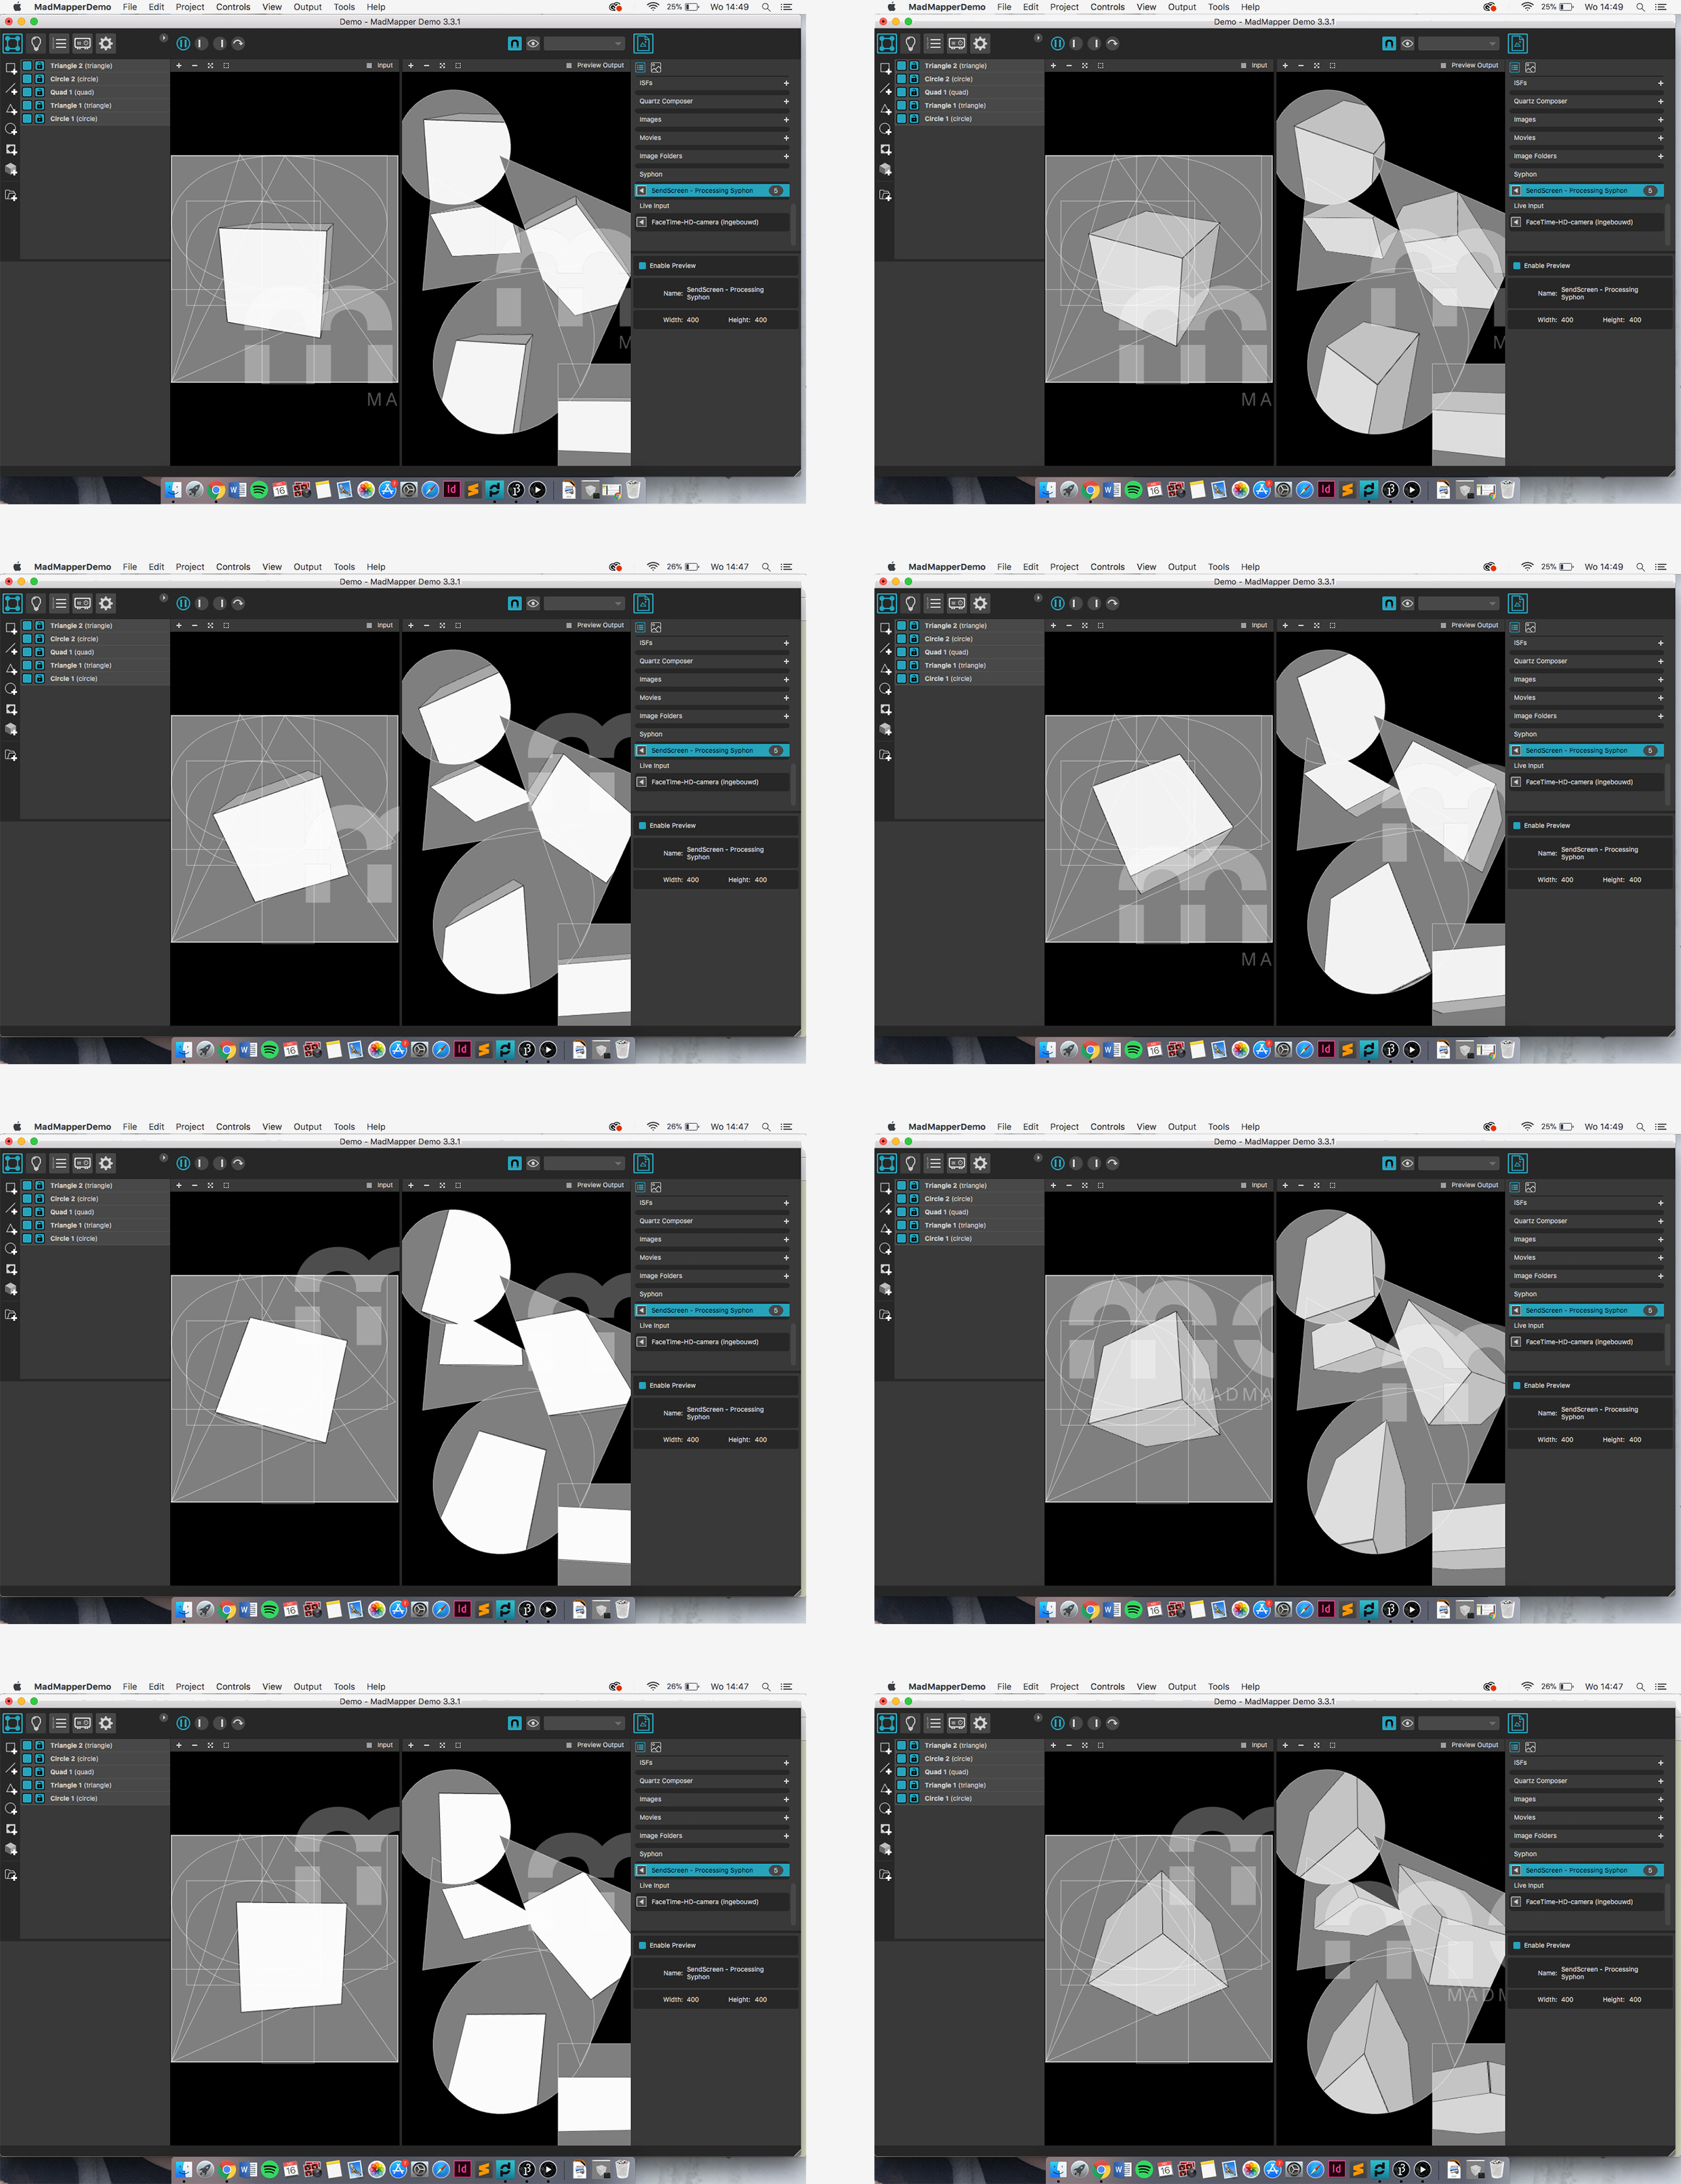 MadMapperDemo File Edit Project Controls View Output Tools Help 25% Wo 14:49
Demo - MadMapper Demo 3.3.1
Input Preview Output
Triangle 2 (triangle)
Circle 2 (circle)
Quad 1 (quad)
Triangle 1 (triangle)
Circle 1 (circle)
ISFs
Quartz Composer
Images
Movies
Image Folders
Syphon
SendScreen - Processing Syphon 5
Live Input
FaceTime-HD-camera (ingebouwd)
Enable Preview
Name: SendScreen - Processing
Syphon
Width: 400 Height: 400
M
MA
MadMapperDemo File Edit Project Controls View Output Tools Help 25% Wo 14:49
Demo - MadMapper Demo 3.3.1
Input Preview Output
Triangle 2 (triangle)
Circle 2 (circle)
Quad 1 (quad)
Triangle 1 (triangle)
Circle 1 (circle)
ISFs
Quartz Composer
Images
Movies
Image Folders
Syphon
SendScreen - Processing Syphon 5
Live Input
FaceTime-HD-camera (ingebouwd)
Enable Preview
Name: SendScreen - Processing
Syphon
Width: 400 Height: 400
M
MA
MadMapperDemo File Edit Project Controls View Output Tools Help 26% Wo 14:47
Demo - MadMapper Demo 3.3.1
Input Preview Output
Triangle 2 (triangle)
Circle 2 (circle)
Quad 1 (quad)
Triangle 1 (triangle)
Circle 1 (circle)
ISFs
Quartz Composer
Images
Movies
Image Folders
Syphon
SendScreen - Processing Syphon 5
Live Input
FaceTime-HD-camera (ingebouwd)
Enable Preview
Name: SendScreen - Processing
Syphon
Width: 400 Height: 400
MadMapperDemo File Edit Project Controls View Output Tools Help 25% Wo 14:49
Demo - MadMapper Demo 3.3.1
Input Preview Output
Triangle 2 (triangle)
Circle 2 (circle)
Quad 1 (quad)
Triangle 1 (triangle)
Circle 1 (circle)
ISFs
Quartz Composer
Images
Movies
Image Folders
Syphon
SendScreen - Processing Syphon 5
Live Input
FaceTime-HD-camera (ingebouwd)
Enable Preview
Name: SendScreen - Processing
Syphon
Width: 400 Height: 400
MA
MadMapperDemo File Edit Project Controls View Output Tools Help 26% Wo 14:47
Demo - MadMapper Demo 3.3.1
Input Preview Output
Triangle 2 (triangle)
Circle 2 (circle)
Quad 1 (quad)
Triangle 1 (triangle)
Circle 1 (circle)
ISFs
Quartz Composer
Images
Movies
Image Folders
Syphon
SendScreen - Processing Syphon 5
Live Input
FaceTime-HD-camera (ingebouwd)
Enable Preview
Name: SendScreen - Processing
Syphon
Width: 400 Height: 400
MadMapperDemo File Edit Project Controls View Output Tools Help 25% Wo 14:49
Demo - MadMapper Demo 3.3.1
Input Preview Output
Triangle 2 (triangle)
Circle 2 (circle)
Quad 1 (quad)
Triangle 1 (triangle)
Circle 1 (circle)
ISFs
Quartz Composer
Images
Movies
Image Folders
Syphon
SendScreen - Processing Syphon 5
Live Input
FaceTime-HD-camera (ingebouwd)
Enable Preview
MADMA
Name: SendScreen - Processing
Syphon
Width: 400 Height: 400
MadMapperDemo File Edit Project Controls View Output Tools Help 26% Wo 14:47
Demo - MadMapper Demo 3.3.1
Input Preview Output
Triangle 2 (triangle)
Circle 2 (circle)
Quad 1 (quad)
Triangle 1 (triangle)
Circle 1 (circle)
ISFs
Quartz Composer
Images
Movies
Image Folders
Syphon
SendScreen - Processing Syphon 5
Live Input
FaceTime-HD-camera (ingebouwd)
Enable Preview
Name: SendScreen - Processing
Syphon
Width: 400 Height: 400
MadMapperDemo File Edit Project Controls View Output Tools Help 26% Wo 14:47
Demo - MadMapper Demo 3.3.1
Input Preview Output
Triangle 2 (triangle)
Circle 2 (circle)
Quad 1 (quad)
Triangle 1 (triangle)
Circle 1 (circle)
ISFs
Quartz Composer
Images
Movies
Image Folders
Syphon
SendScreen - Processing Syphon 5
Live Input
FaceTime-HD-camera (ingebouwd)
Enable Preview
Name: SendScreen - Processing
Syphon
MADM
Width: 400 Height: 400